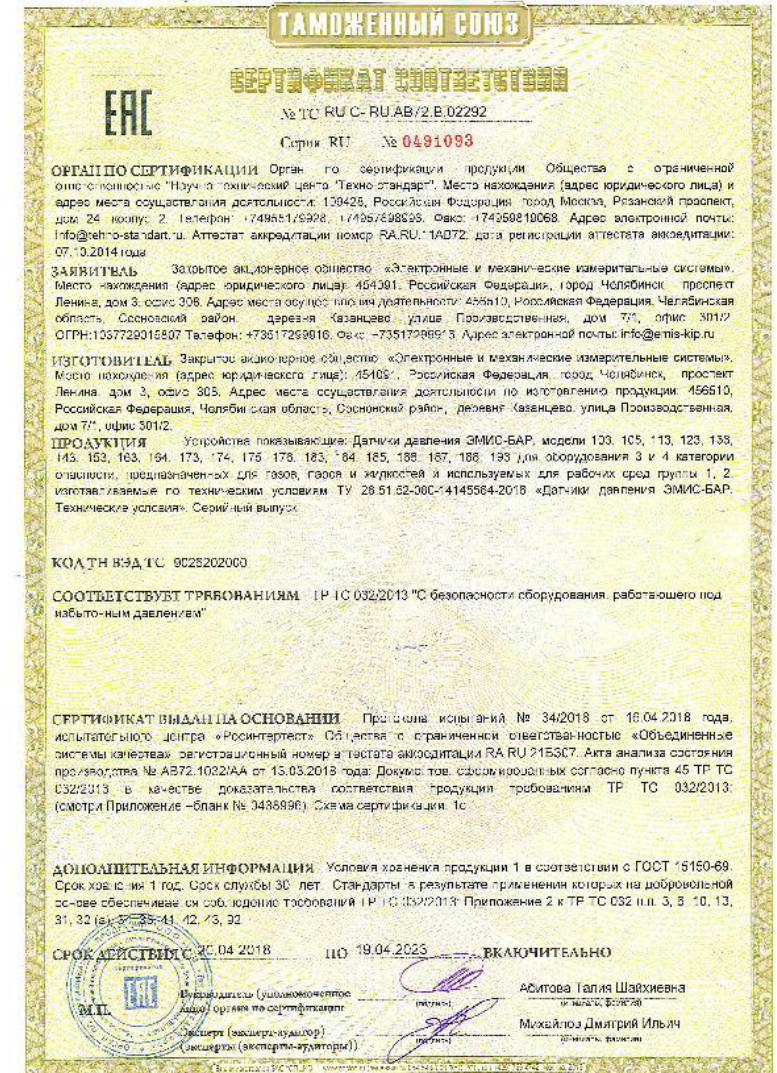 ТАМОЖЕННЫЙ СОЮЗ
СЕРТИФИКАТ СООТВЕТСТВИЯ
ЕАС
№ ТС RU C-RU.АВ72.В.02292
Серия RU № 0491093
ОРГАН ПО СЕРТИФИКАЦИИ Орган по сертификации продукции Общества с ограниченной
ответственностью "Научно технический центр "Техно-стандарт". Место нахождения (адрес юридического лица) и
адрес места осуществления деятельности: 109428, Российская Федерация, город Москва, Рязанский проспект,
дом 24, корпус 2. Телефон: +74955179928, Факс: +74959819068. Адрес электронной почты:
info@tehno-standart.ru. Аттестат аккредитации номер RA.RU.11АВ72, дата регистрации аттестата аккредитации:
07.10.2014 года
ЗАЯВИТЕЛЬ Закрытое акционерное общество «Электронные и механические измерительные системы».
Место нахождения (адрес юридического лица): 454091, Российская Федерация, город Челябинск, проспект
Ленина, дом 3, офис 308. Адрес места осуществления деятельности: 456510, Российская Федерация, Челябинская
область, Сосновский район, деревня Казанцево, улица Производственная, дом 7/1, офис 301/2.
Телефон: +73517299916. Факс: Адрес электронной почты: info@emis-kip.ru
ИЗГОТОВИТЕЛЬ Закрытое акционерное общество «Электронные и механические измерительные системы».
Место нахождения (адрес юридического лица): 454091, Российская Федерация, город Челябинск, проспект
Ленина, дом 3, офис 308. Адрес места осуществления деятельности по изготовлению продукции: 456510,
Российская Федерация, Челябинская область, Сосновский район, деревня Казанцево, улица Производственная,
дом 7/1, офис 301/2.
ПРОДУКЦИЯ Устройства показывающие: Датчики давления ЭМИС-БАР, модели 103, 105, 113, 123, 133,
143, 153, 163, 164, 173, 174, 175, 176, 183, 184, 185, 186, 187, 188, 193 для оборудования 3 и 4 категории
опасности, предназначенных для газов, паров и жидкостей и используемых для рабочих сред группы 1, 2,
изготавливаемые по техническим условиям ТУ «Датчики давления ЭМИС-БАР.
Технические условия». Серийный выпуск
КОД ТН ВЭД ТС 9026202000
СООТВЕТСТВУЕТ ТРЕБОВАНИЯМ ТР ТС 032/2013 "О безопасности оборудования, работающего под
избыточным давлением"
СЕРТИФИКАТ ВЫДАН НА ОСНОВАНИИ Протокола испытаний № 34/2018 от 16.04.2018 года,
испытательного центра «Росинтертест» Общества с ограниченной ответственностью «Объединенные
системы качества» регистрационный номер аттестата аккредитации Акта анализа состояния
производства № АВ72.1022/АА от 13.03.2018 года; Документов, сформированных согласно пункта 45 ТР ТС
032/2013 в качестве доказательства соответствия продукции требованиям ТР ТС 032/2013:
(смотри Приложение –бланк № 0438996). Схема сертификации: 1с
ДОПОЛНИТЕЛЬНАЯ ИНФОРМАЦИЯ Условия хранения продукции 1 в соответствии с ГОСТ 15150-69.
Срок хранения 1 год. Срок службы 30 лет. Стандарты, в результате применения которых на добровольной
основе обеспечивается соблюдение требований ТР ТС 032/2013: Приложение 2 к ТР ТС 032 п.п. 3, 6, 10, 13,
31, 32 41, 42, 43, 92
СРОК ДЕЙСТВИЯ С 20.04.2018 ПО 19.04.2023 ВКЛЮЧИТЕЛЬНО
ЕАС
М.П.
Руководитель (уполномоченное
лицо) органа по сертификации
(подпись)
Абитова Талия Шайхиевна
(инициалы, фамилия)
Эксперт (эксперт-аудитор)
(эксперты (эксперты-аудиторы))
(подпись)
Михайлов Дмитрий Ильич
(инициалы, фамилия)